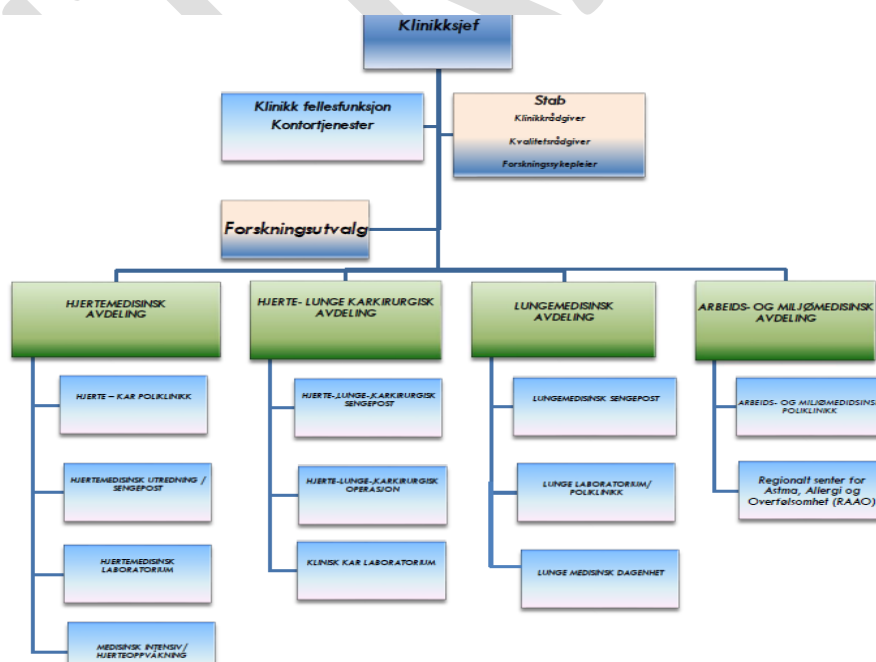 Klinikksjef
Klinikk fellesfunksjon
Kontortjenester
Stab
Klinikkrådgiver
Kvalitetsrådgiver
Forskningssykepleier
Forskningsutvalg
HJERTEMEDISINSK
AVDELING
HJERTE- LUNGE KARKIRURGISK
AVDELING
LUNGEMEDISINSK
AVDELING
ARBEIDS- OG MILJØMEDISINSK
AVDELING
HJERTE – KAR POLIKLINIKK
HJERTE-,LUNGE-,KARKIRURGISK
SENGEPOST
LUNGEMEDISINSK SENGEPOST
ARBEIDS- OG MILJØMEDIDSINSK
POLIKLINIKK
HJERTEMEDISINSK UTREDNING /
SENGEPOST
HJERTE-LUNGE-,KARKIRURGISK
OPERASJON
LUNGE LABORATORIUM/
POLIKLINIKK
Regionalt senter for
Astma, Allergi og
Overfølsomhet (RAAO)
HJERTEMEDISINSK
LABORATORIUM
KLINISK KAR LABORATORIUM
LUNGE MEDISINSK DAGENHET
MEDISINSK INTENSIV/
HJERTEOPPVÅKNING